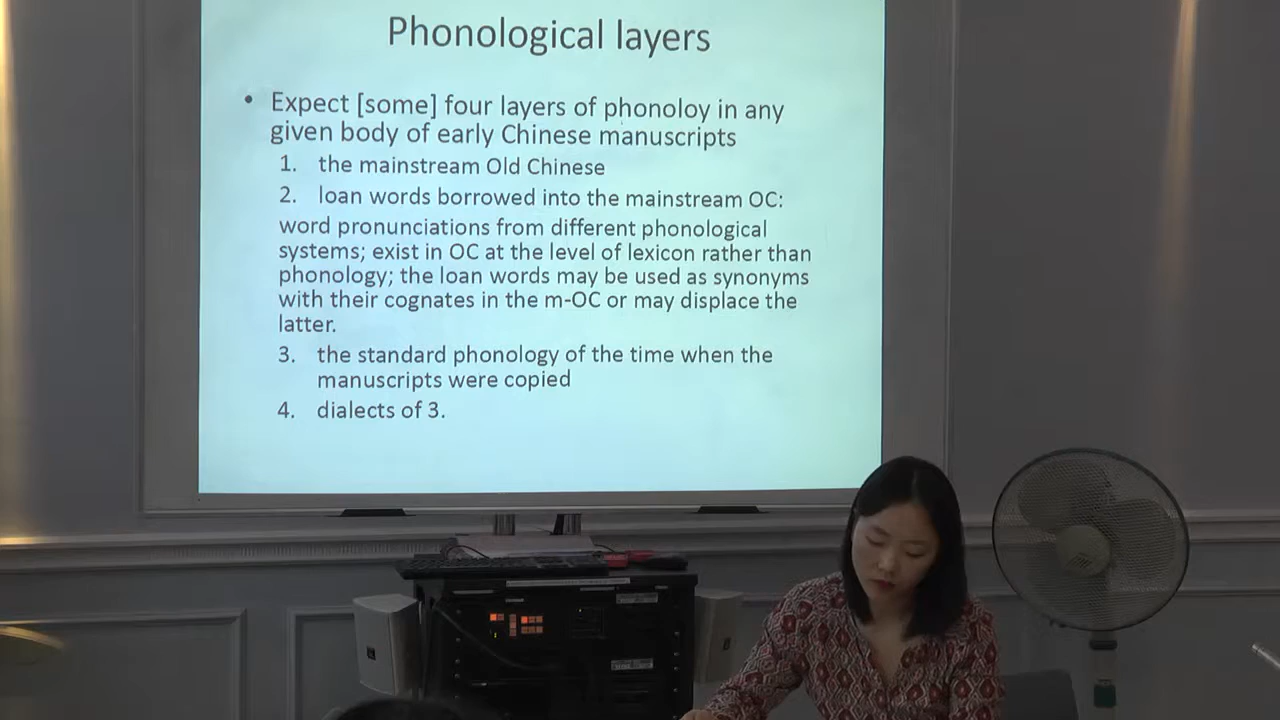 Phonological layers
• Expect [some] four layers of phonoloy in any
given body of early Chinese manuscripts
1. the mainstream Old Chinese
2. loan words borrowed into the mainstream OC:
word pronunciations from different phonological
systems; exist in OC at the level of lexicon rather than
phonology; the loan words may be used as synonyms
with their cognates in the m-OC or may displace the
latter.
3. the standard phonology of the time when the
manuscripts were copied
4. dialects of 3.